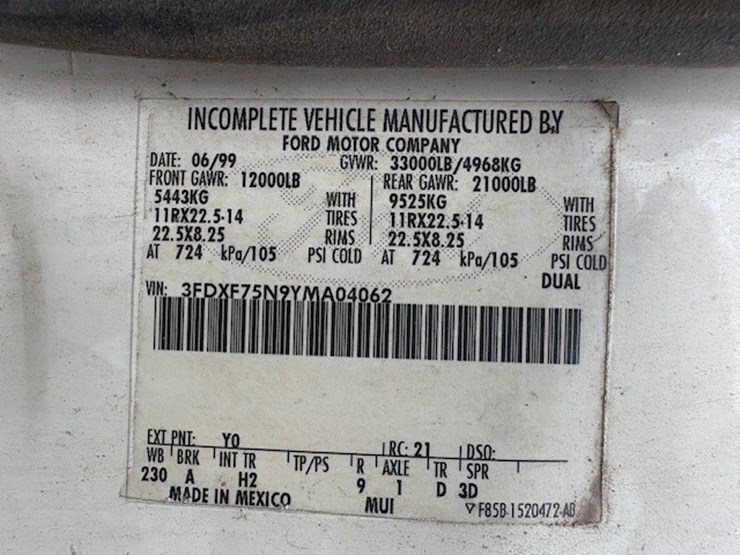 INCOMPLETE VEHICLE MANUFACTURED BY
FORD MOTOR COMPANY
DATE: 06/99 GVWR: 33000LB/4968KG
FRONT GAWR: 12000LB REAR GAWR: 21000LB
5443KG WITH 9525KG WITH
11RX22.5-14 TIRES 11RX22.5-14 TIRES
22.5X8.25 RIMS 22.5X8.25 RIMS
AT 724 kPa/105 PSI COLD AT 724 kPa/105 PSI COLD
DUAL
VIN: 3FDXF75N9YMA04062
EXT PNT: YO RC: 21 DSO:
WB BRK INT TR TP/PS R AXLE TR SPR
230 A H2 9 1 D 3D
MADE IN MEXICO MUI F85B-1520472-AB